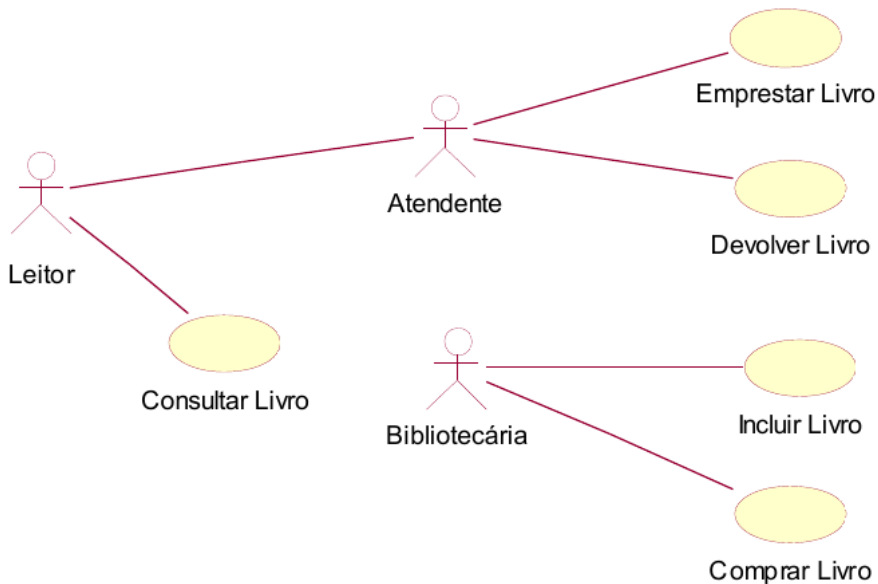 Emprestar Livro
Atendente
Devolver Livro
Leitor
Consultar Livro
Bibliotecária
Incluir Livro
Comprar Livro